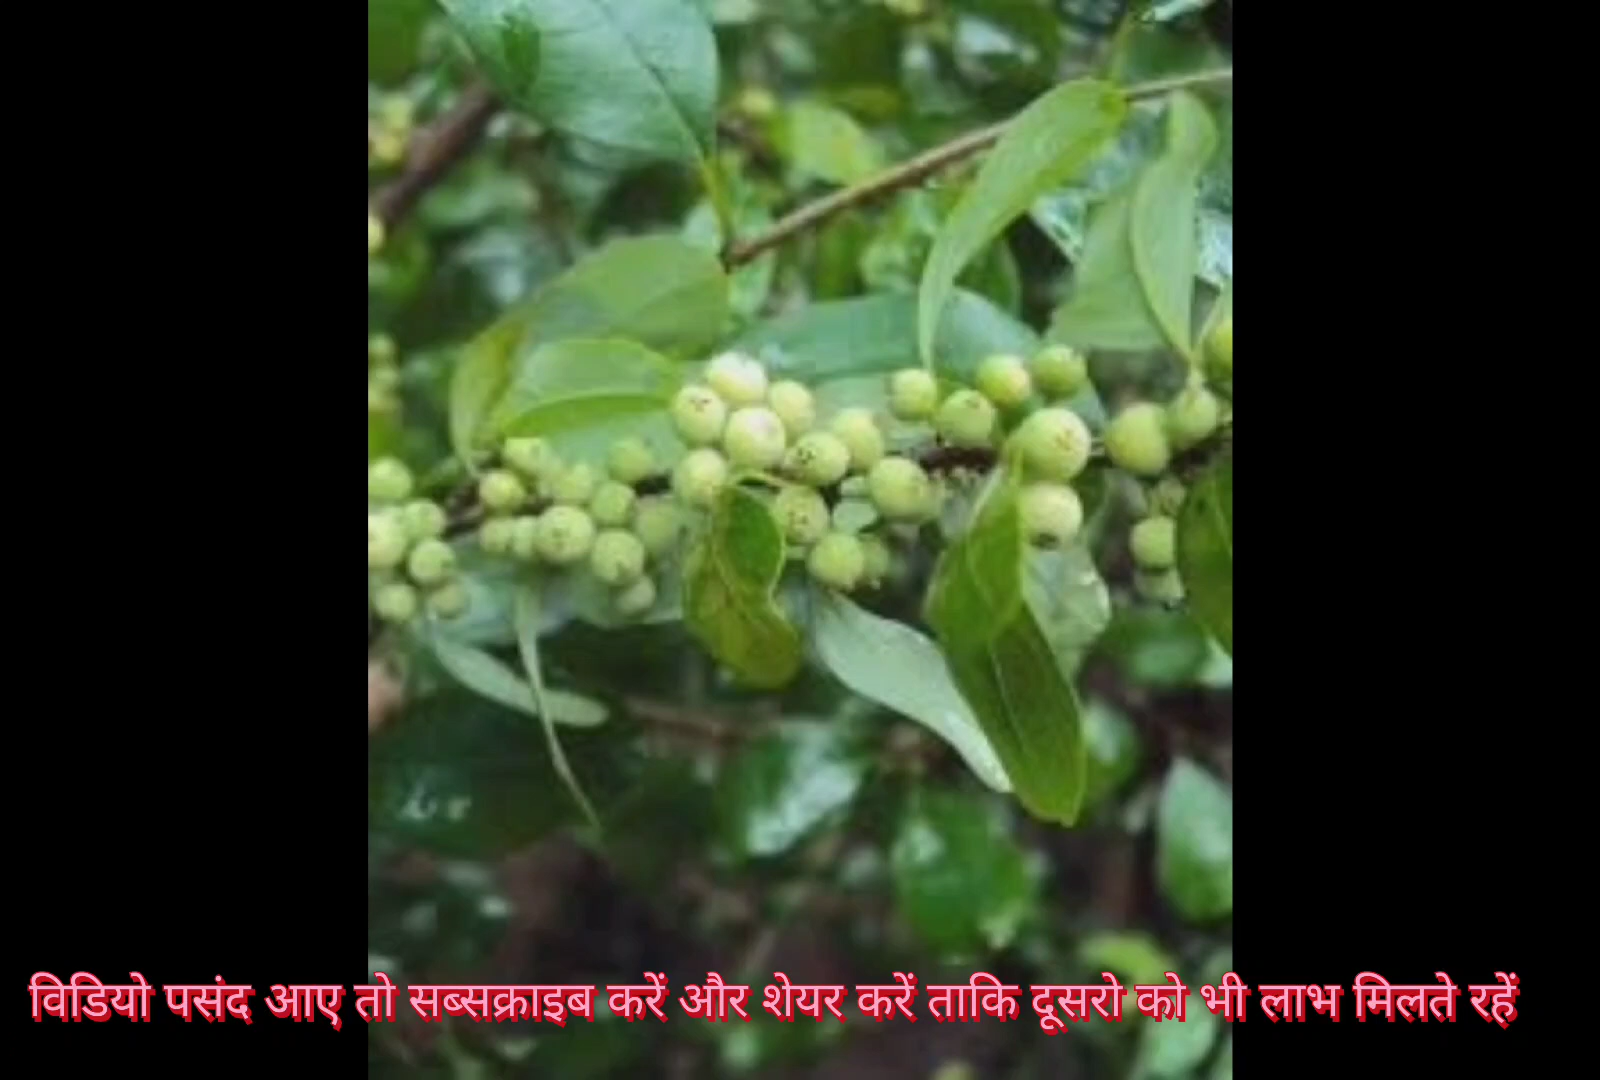 विडियो पसंद आए तो सब्सक्राइब करें और शेयर करें ताकि दूसरो को भी लाभ मिलते रहें